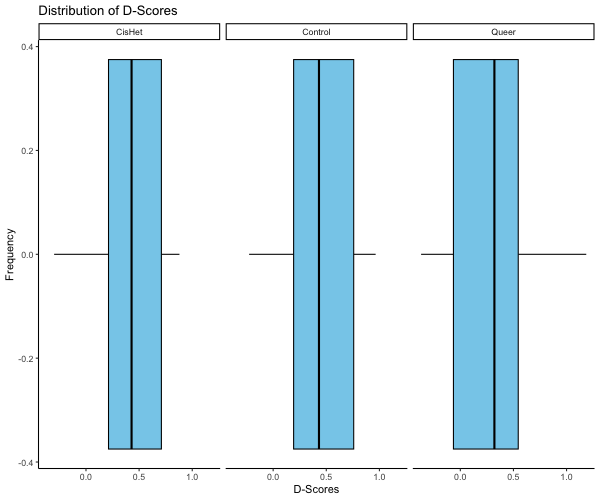 Distribution of D-Scores
CisHet
Control
Queer
0.4
0.2
0.0
-0.2
-0.4
Frequency
0.0 0.5 1.0
0.0 0.5 1.0
0.0 0.5 1.0
D-Scores